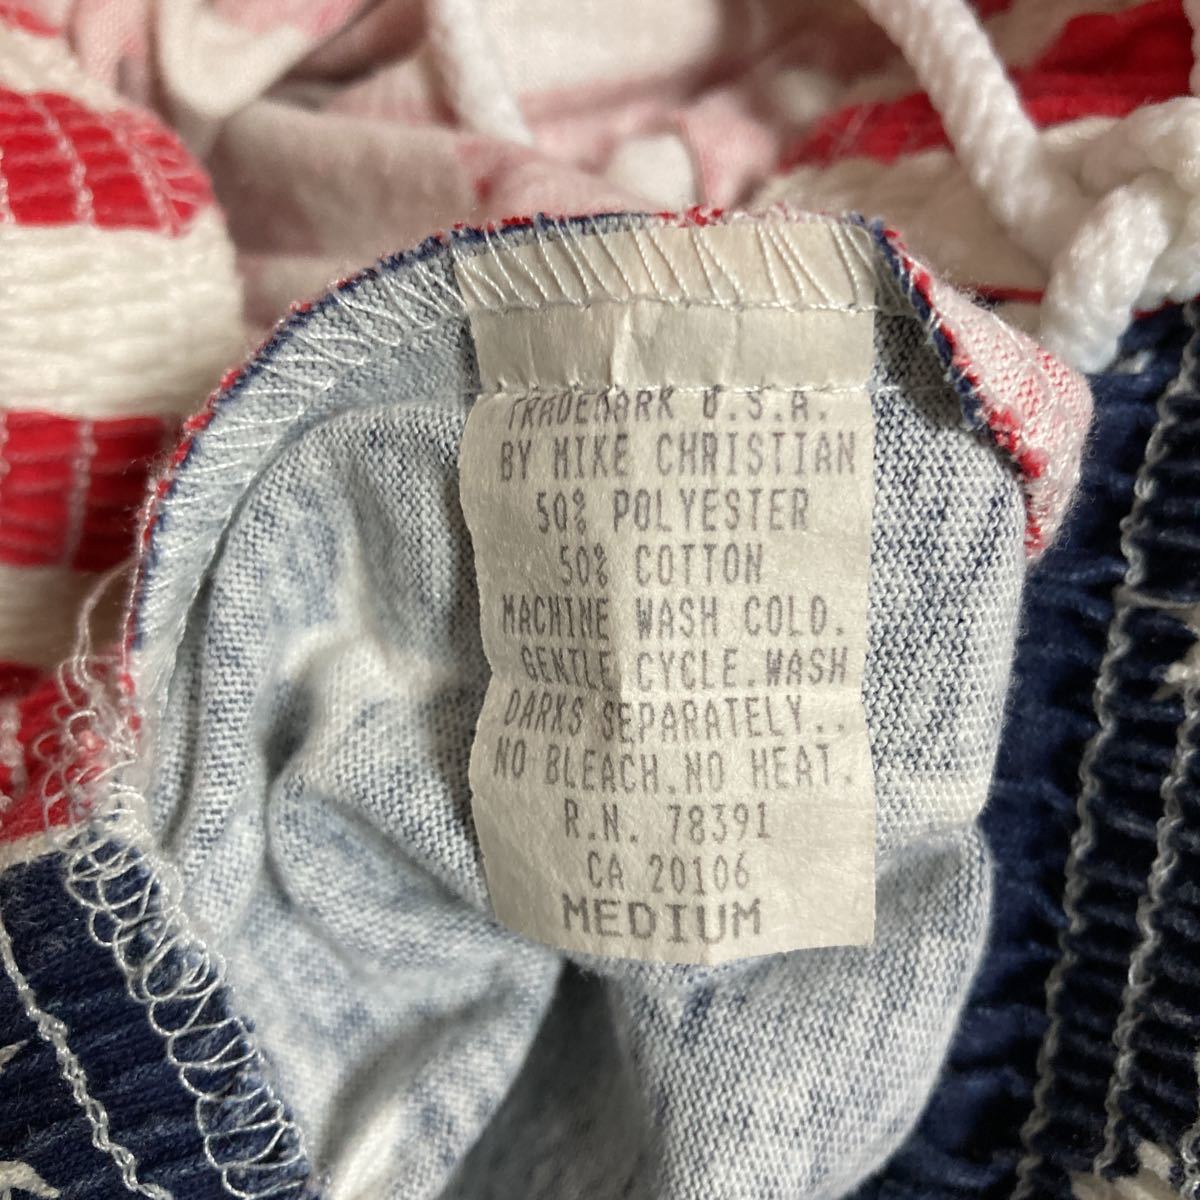 TRADEMARK U.S.A.
BY MIKE CHRISTIAN
50% POLYESTER
50% COTTON
MACHINE WASH COLD.
GENTLE CYCLE.WASH
DARKS SEPARATELY..
NO BLEACH.NO HEAT.
R.N. 78391
CA 20106
MEDIUM